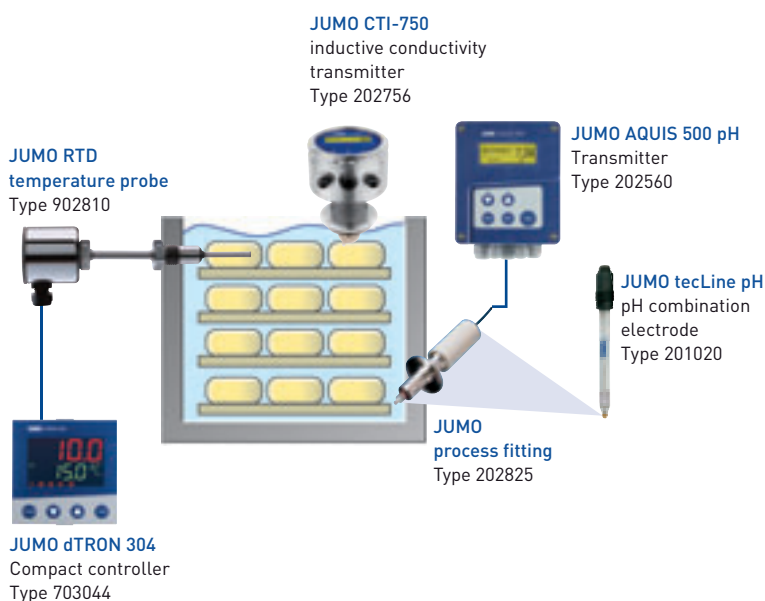 JUMO CTI-750
inductive conductivity
transmitter
Type 202756
JUMO AQUIS 500 pH
Transmitter
Type 202560
JUMO RTD
temperature probe
Type 902810
JUMO tecLine pH
pH combination
electrode
Type 201020
JUMO
process fitting
Type 202825
10.0
15.0°C
JUMO dTRON 304
Compact controller
Type 703044